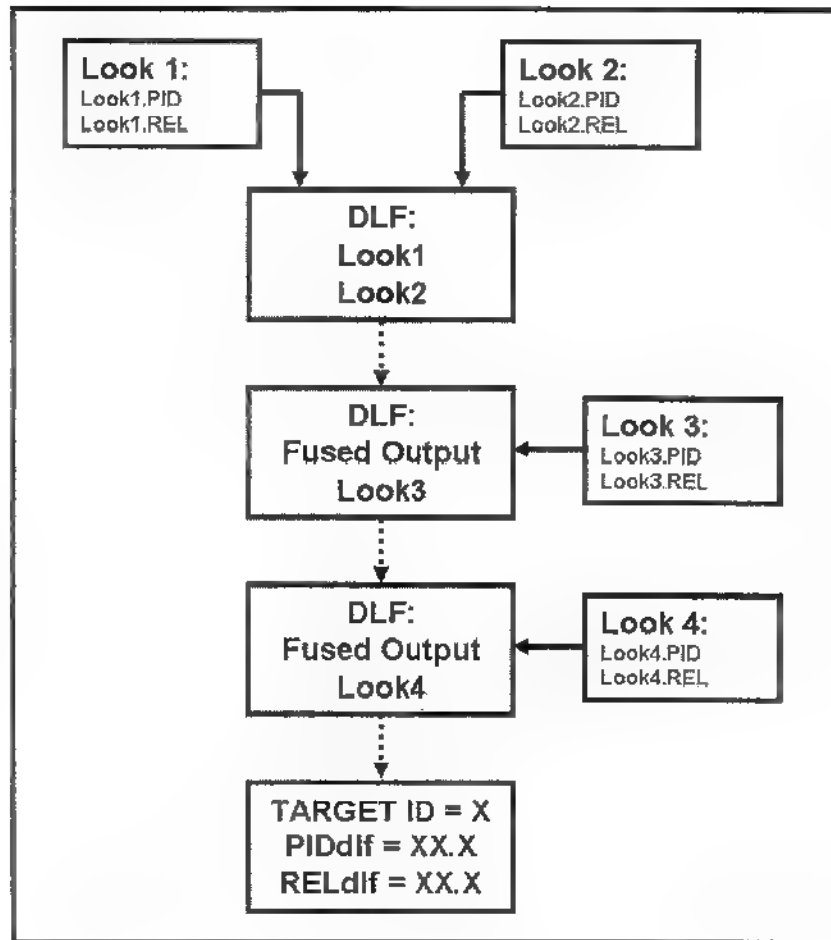 Look 1:
Look1.PID
Look1.REL
Look 2:
Look2.PID
Look2.REL
DLF:
Look1
Look2
DLF:
Fused Output
Look3
Look 3:
Look3.PID
Look3.REL
DLF:
Fused Output
Look4
Look 4:
Look4.PID
Look4.REL
TARGET ID = X
PIDdlf = XX.X
RELdlf = XX.X